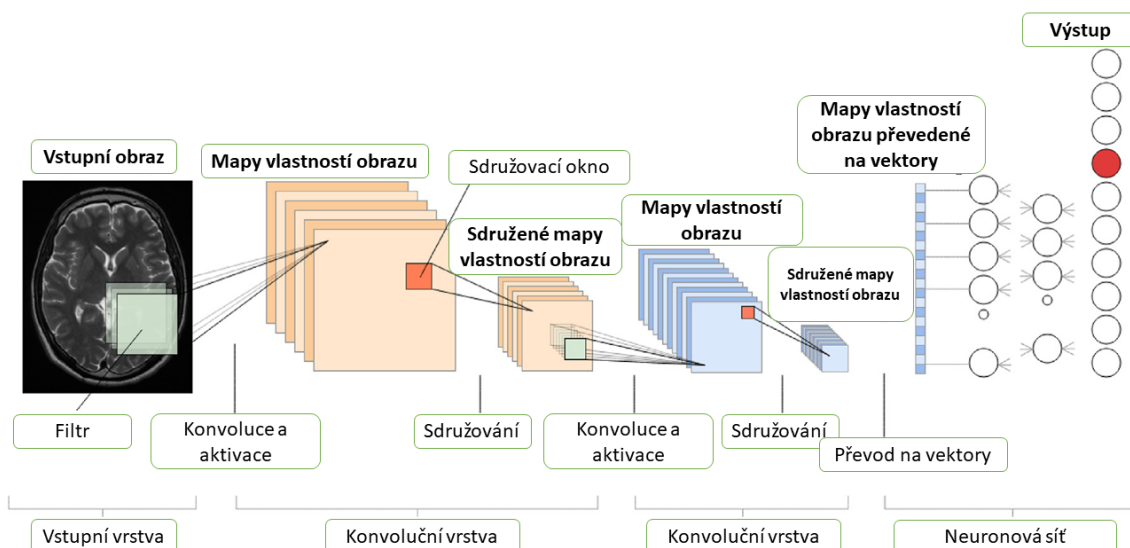 Výstup
Mapy vlastností
obrazu převedené
na vektory
Vstupní obraz
Mapy vlastností obrazu
Sdružovací okno
Mapy vlastností
obrazu
Sdružené mapy
vlastností obrazu
Sdružené mapy
vlastností obrazu
Filtr
Konvoluce a
aktivace
Sdružování
Konvoluce a
aktivace
Sdružování
Převod na vektory
Vstupní vrstva
Konvoluční vrstva
Konvoluční vrstva
Neuronová síť